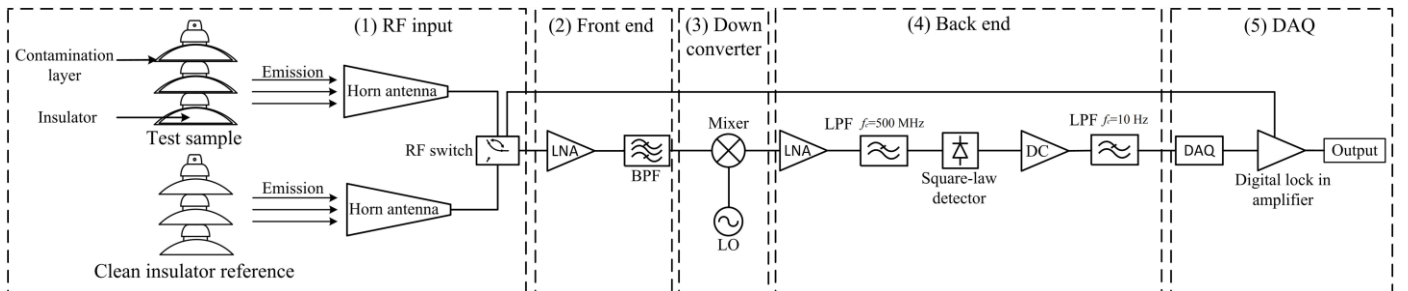 (1) RF input
Contamination
layer
Insulator
Test sample
Emission
Horn antenna
Clean insulator reference
Emission
Horn antenna
RF switch
(2) Front end
LNA
BPF
(3) Down
converter
Mixer
LO
(4) Back end
LNA
LPF fc=500 MHz
Square-law
detector
DC
LPF fc=10 Hz
(5) DAQ
DAQ
Digital lock in
amplifier
Output